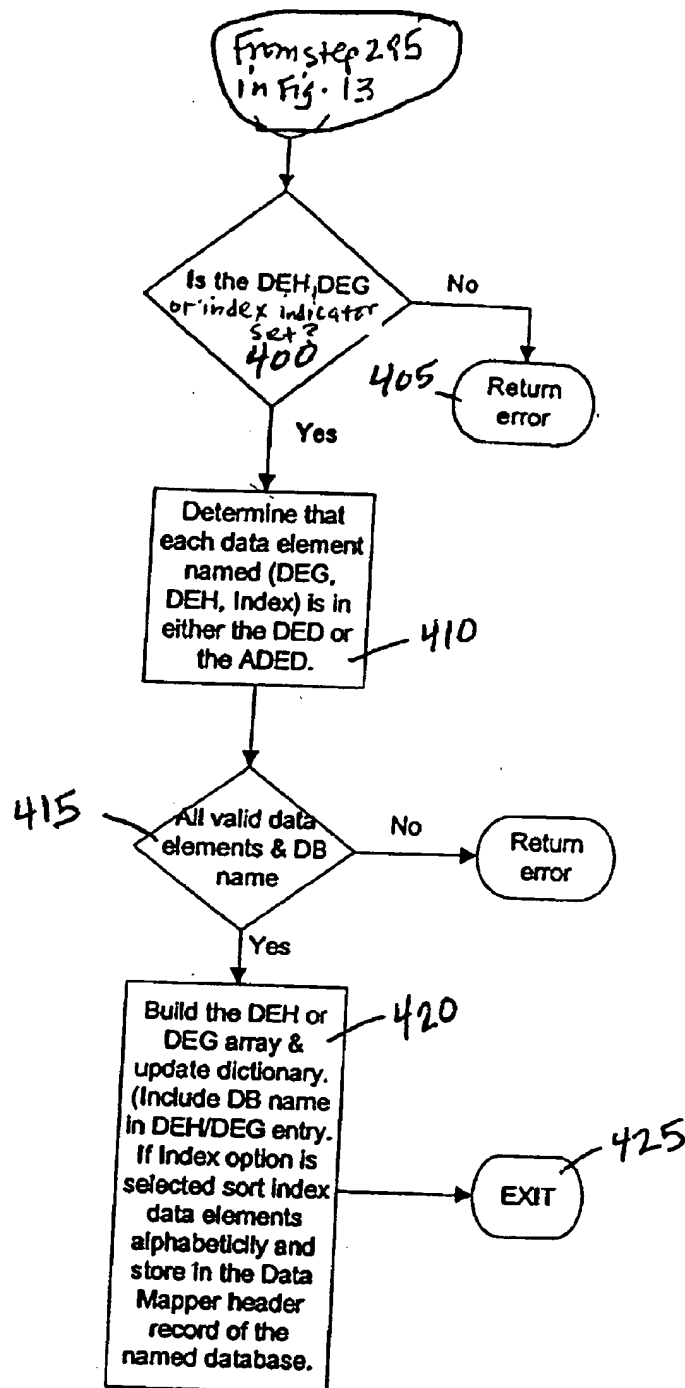 From step 295
in Fig. 13
Is the DEH, DEG
or index indicator
set?
400
No
405
Return
error
Yes
Determine that
each data element
named (DEG,
DEH, Index) is in
either the DED or
the ADED.
410
415
All valid data
elements & DB
name
No
Return
error
Yes
Build the DEH or
DEG array &
update dictionary.
(Include DB name
in DEH/DEG entry.
If Index option is
selected sort index
data elements
alphabeticlly and
store in the Data
Mapper header
record of the
named database.
420
425
EXIT